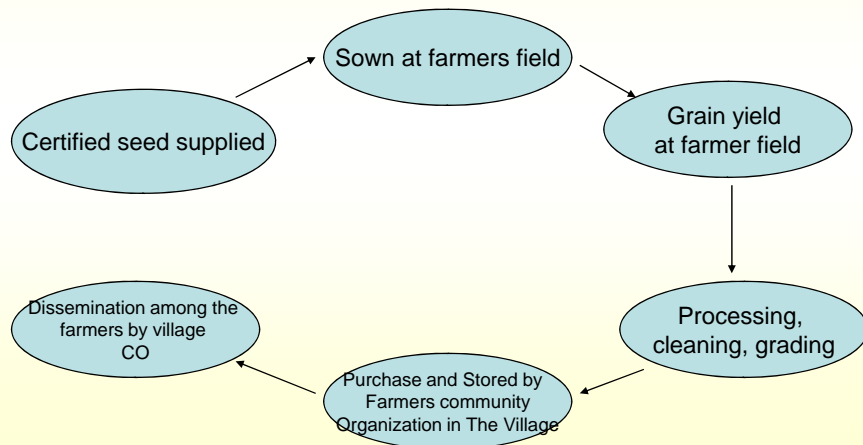 Sown at farmers field
Certified seed supplied
Grain yield
at farmer field
Processing,
cleaning, grading
Purchase and Stored by
Farmers community
Organization in The Village
Dissemination among the
farmers by village
CO